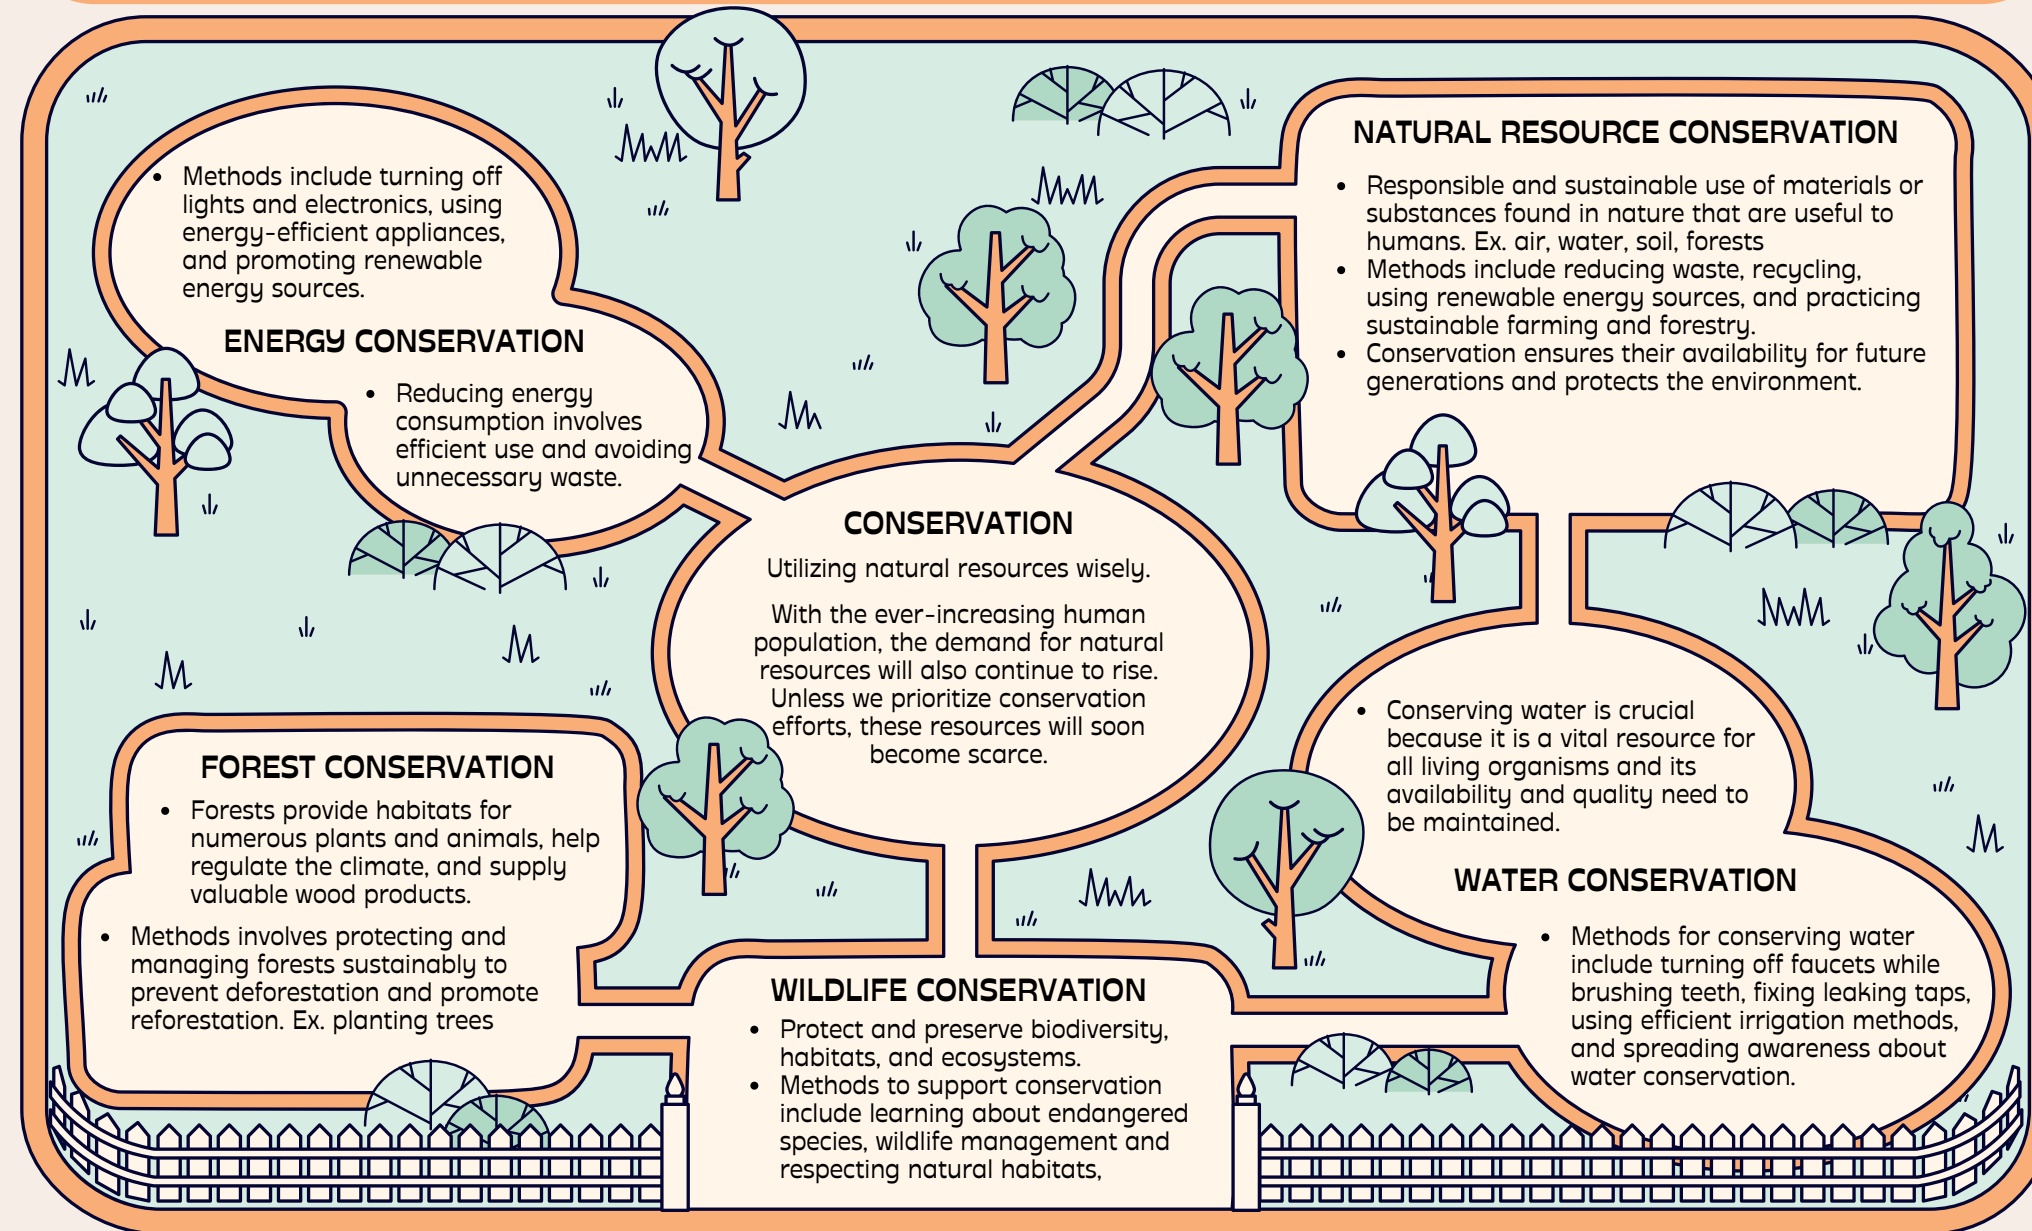 Methods include turning off
lights and electronics, using
energy-efficient appliances,
and promoting renewable
energy sources.
ENERGY CONSERVATION
Reducing energy
consumption involves
efficient use and avoiding
unnecessary waste.
NATURAL RESOURCE CONSERVATION
Responsible and sustainable use of materials or
substances found in nature that are useful to
humans. Ex. air, water, soil, forests
Methods include reducing waste, recycling,
using renewable energy sources, and practicing
sustainable farming and forestry.
Conservation ensures their availability for future
generations and protects the environment.
CONSERVATION
Utilizing natural resources wisely.
With the ever-increasing human
population, the demand for natural
resources will also continue to rise.
Unless we prioritize conservation
efforts, these resources will soon
become scarce.
FOREST CONSERVATION
Forests provide habitats for
numerous plants and animals, help
regulate the climate, and supply
valuable wood products.
Methods involves protecting and
managing forests sustainably to
prevent deforestation and promote
reforestation. Ex. planting trees
WILDLIFE CONSERVATION
Protect and preserve biodiversity,
habitats, and ecosystems.
Methods to support conservation
include learning about endangered
species, wildlife management and
respecting natural habitats,
Conserving water is crucial
because it is a vital resource for
all living organisms and its
availability and quality need to
be maintained.
WATER CONSERVATION
Methods for conserving water
include turning off faucets while
brushing teeth, fixing leaking taps,
using efficient irrigation methods,
and spreading awareness about
water conservation.